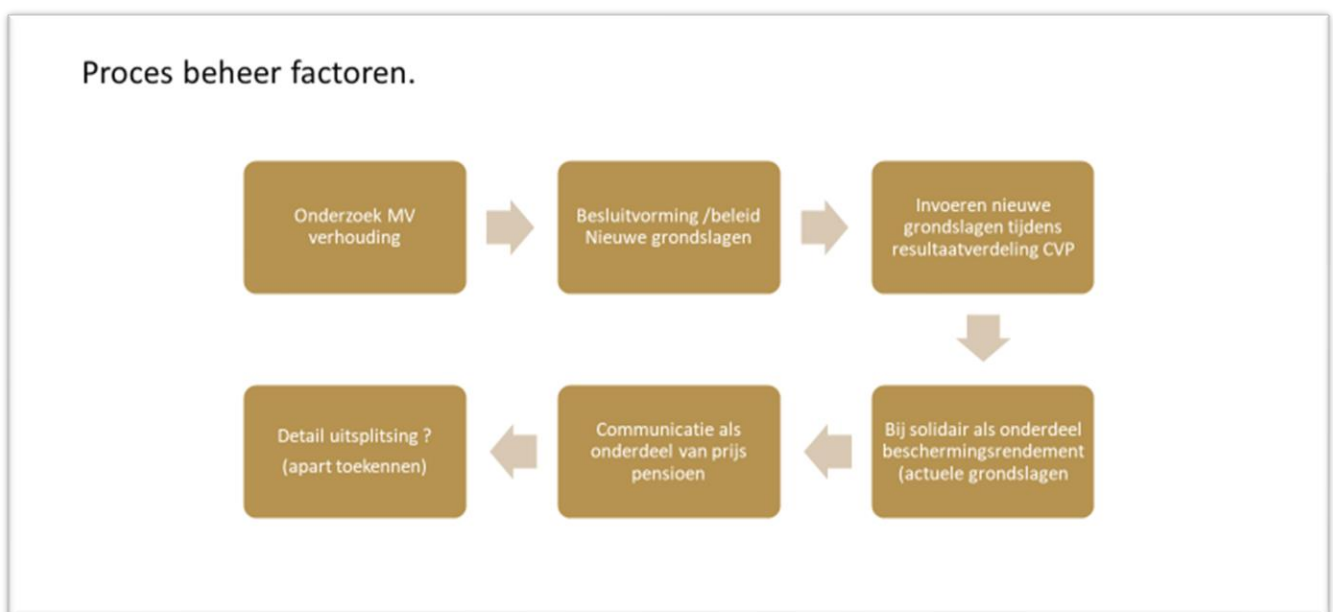 Proces beheer factoren.
Onderzoek MV
verhouding
Besluitvorming /beleid
Nieuwe grondslagen
Invoeren nieuwe
grondslagen tijdens
resultaatverdeling CVP
Bij solidair als onderdeel
beschermingsrendement
(actuele grondslagen
Communicatie als
onderdeel van prijs
pensioen
Detail uitsplitsing ?
(apart toekennen)